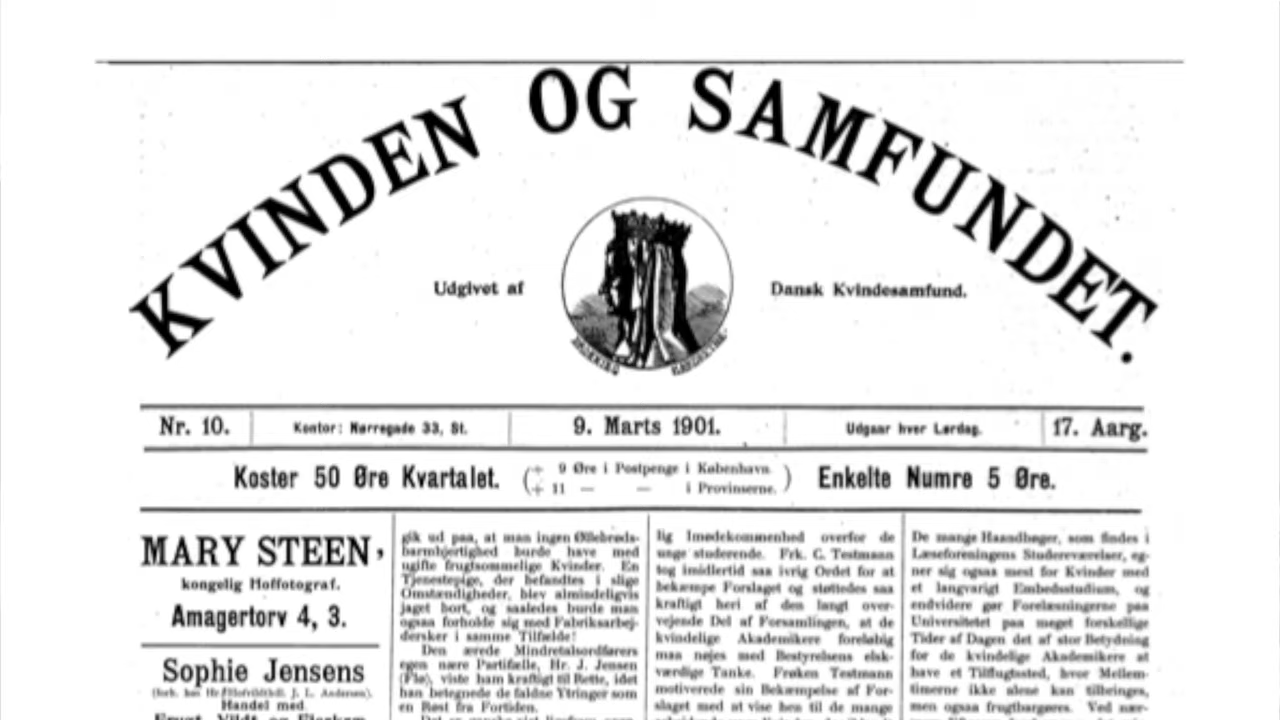 KVINDEN OG SAMFUNDET.
Udgivet af
Dansk Kvindesamfund.
Nr. 10.
Kontor: Nørregade 33, St.
9. Marts 1901.
Udgaar hver Lørdag.
17. Aarg.
Koster 50 Øre Kvartalet.
(+ 9 Øre i Postpenge i København.
+ 11 — — i Provinserne.)
Enkelte Numre 5 Øre.
MARY STEEN,
kongelig Hoffotograf.
Amagertorv 4, 3.
Sophie Jensens
J. L. Andersen).
Handel med
gik ud paa, at man ingen Øllebrøds-
barmhjertighed burde have med
ugifte frugtsommelige Kvinder. En
Tjenestepige, der befandtes i slige
Omstændigheder, blev almindeligvis
jaget bort, og saaledes burde man
ogsaa forholde sig med Fabriksarbej-
dersker i samme Tilfælde!
Den ærede Mindretalsordførers
egen nære Partifælle, Hr. J. Jensen
viste ham kraftigt til Rette, idet
han betegnede de faldne Ytringer som
en Røst fra Fortiden.
lig Imødekommenhed overfor de
unge studerende. Frk. C. Testmann
tog imidlertid saa ivrig Ordet for at
bekæmpe Forslaget og støttedes saa
kraftigt heri af den langt over-
vejende Del af Forsamlingen, at de
kvindelige Akademikere foreløbig
maa nøjes med Bestyrelsens elsk-
værdige Tanke. Frøken Testmann
motiverede sin Bekæmpelse af For-
slaget med at vise hen til de mange
De mange Haandbøger, som findes i
Læseforeningens Studereværelser, eg-
ner sig ogsaa mest for Kvinder med
et langvarigt Embedsstudium, og
endvidere gør Forelæsningerne paa
Universitetet paa meget forskellige
Tider af Dagen det af stor Betydning
for de kvindelige Akademikere at
have et Tilflugtssted, hvor Mellem-
timerne ikke alene kan tilbringes,
men ogsaa frugtbargøres. Ved nær-